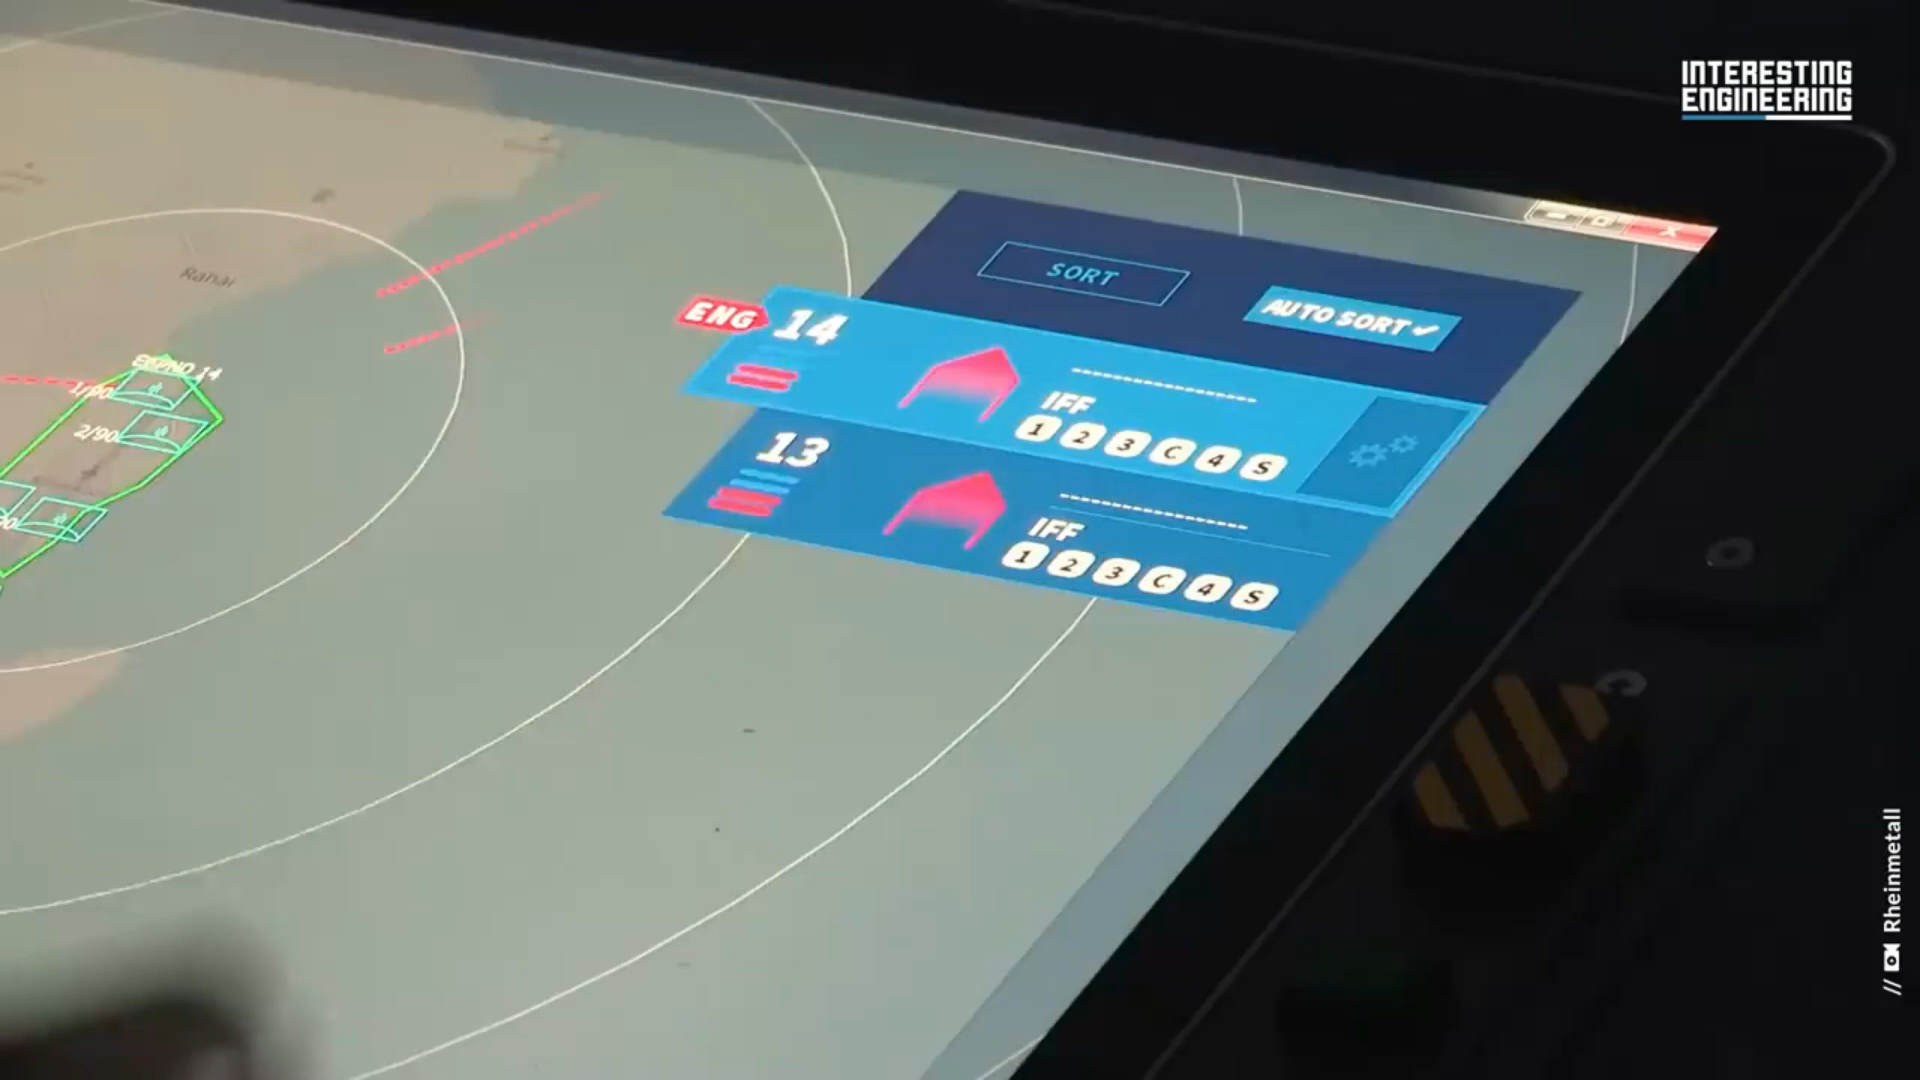 INTERESTING
ENGINEERING
SORT
AUTO SORT ✓
ENG
14
IFF
1 2 3 C 4 S
13
IFF
1 2 3 C 4 S
Ranai
1/90
2/90
C
// Rheinmetall